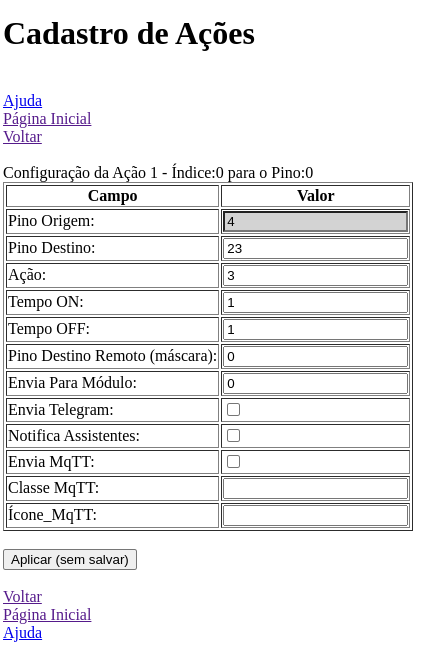 Cadastro de Ações
Ajuda
Página Inicial
Voltar
Configuração da Ação 1 - Índice:0 para o Pino:0
Campo Valor
Pino Origem: 4
Pino Destino: 23
Ação: 3
Tempo ON: 1
Tempo OFF: 1
Pino Destino Remoto (máscara): 0
Envia Para Módulo: 0
Envia Telegram:
Notifica Assistentes:
Envia MqTT:
Classe MqTT:
Ícone_MqTT:
Aplicar (sem salvar)
Voltar
Página Inicial
Ajuda